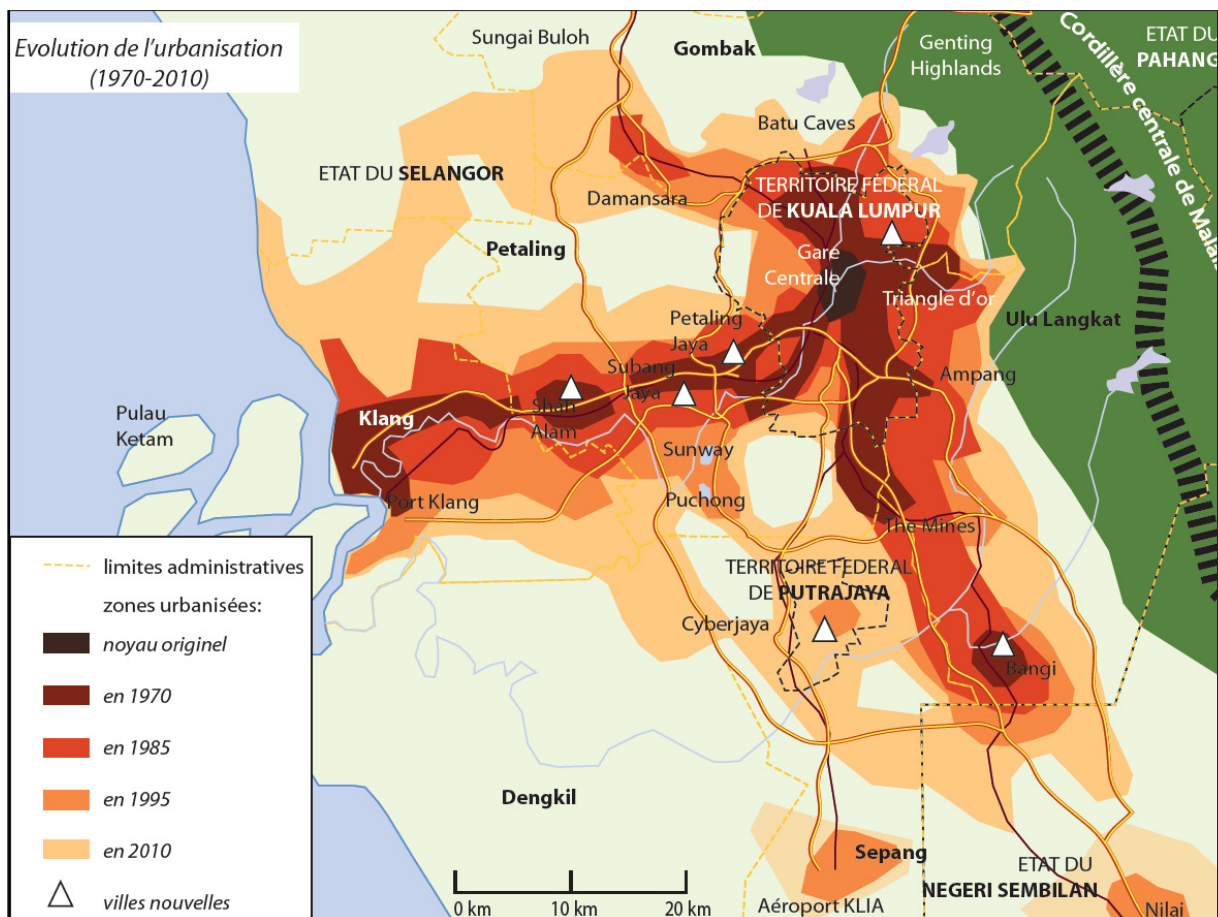 Evolution de l'urbanisation
(1970-2010)
Sungai Buloh
Gombak
Genting
Highlands
ETAT DU
PAHANG
Cordillère centrale de Malais
Batu Caves
ETAT DU SELANGOR
Damansara
TERRITOIRE FEDERAL
DE KUALA LUMPUR
Petaling
Gare
Centrale
Triangle d'or
Petaling
Jaya
Ulu Langkat
Subang
Jaya
Ampang
Pulau
Ketam
Klang
Shah
Alam
Sunway
Port Klang
Puchong
The Mines
TERRITOIRE FEDERAL
DE PUTRAJAYA
Cyberjaya
Bangi
Dengkil
Sepang
ETAT DU
NEGERI SEMBILAN
Aéroport KLIA
Nilai
limites administratives
zones urbanisées:
noyau originel
en 1970
en 1985
en 1995
en 2010
villes nouvelles
0 km
10 km
20 km